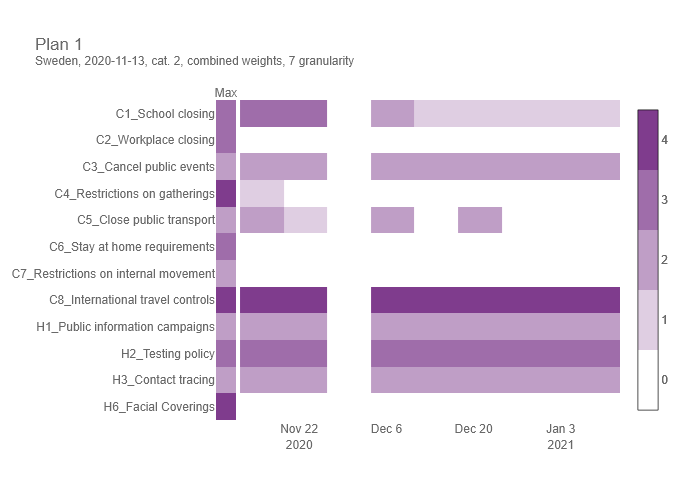 Plan 1
Sweden, 2020-11-13, cat. 2, combined weights, 7 granularity
Max
C1_School closing
C2_Workplace closing
C3_Cancel public events
C4_Restrictions on gatherings
C5_Close public transport
C6_Stay at home requirements
C7_Restrictions on internal movement
C8_International travel controls
H1_Public information campaigns
H2_Testing policy
H3_Contact tracing
H6_Facial Coverings
4
3
2
1
0
Nov 22 Dec 6 Dec 20 Jan 3
2020 2021